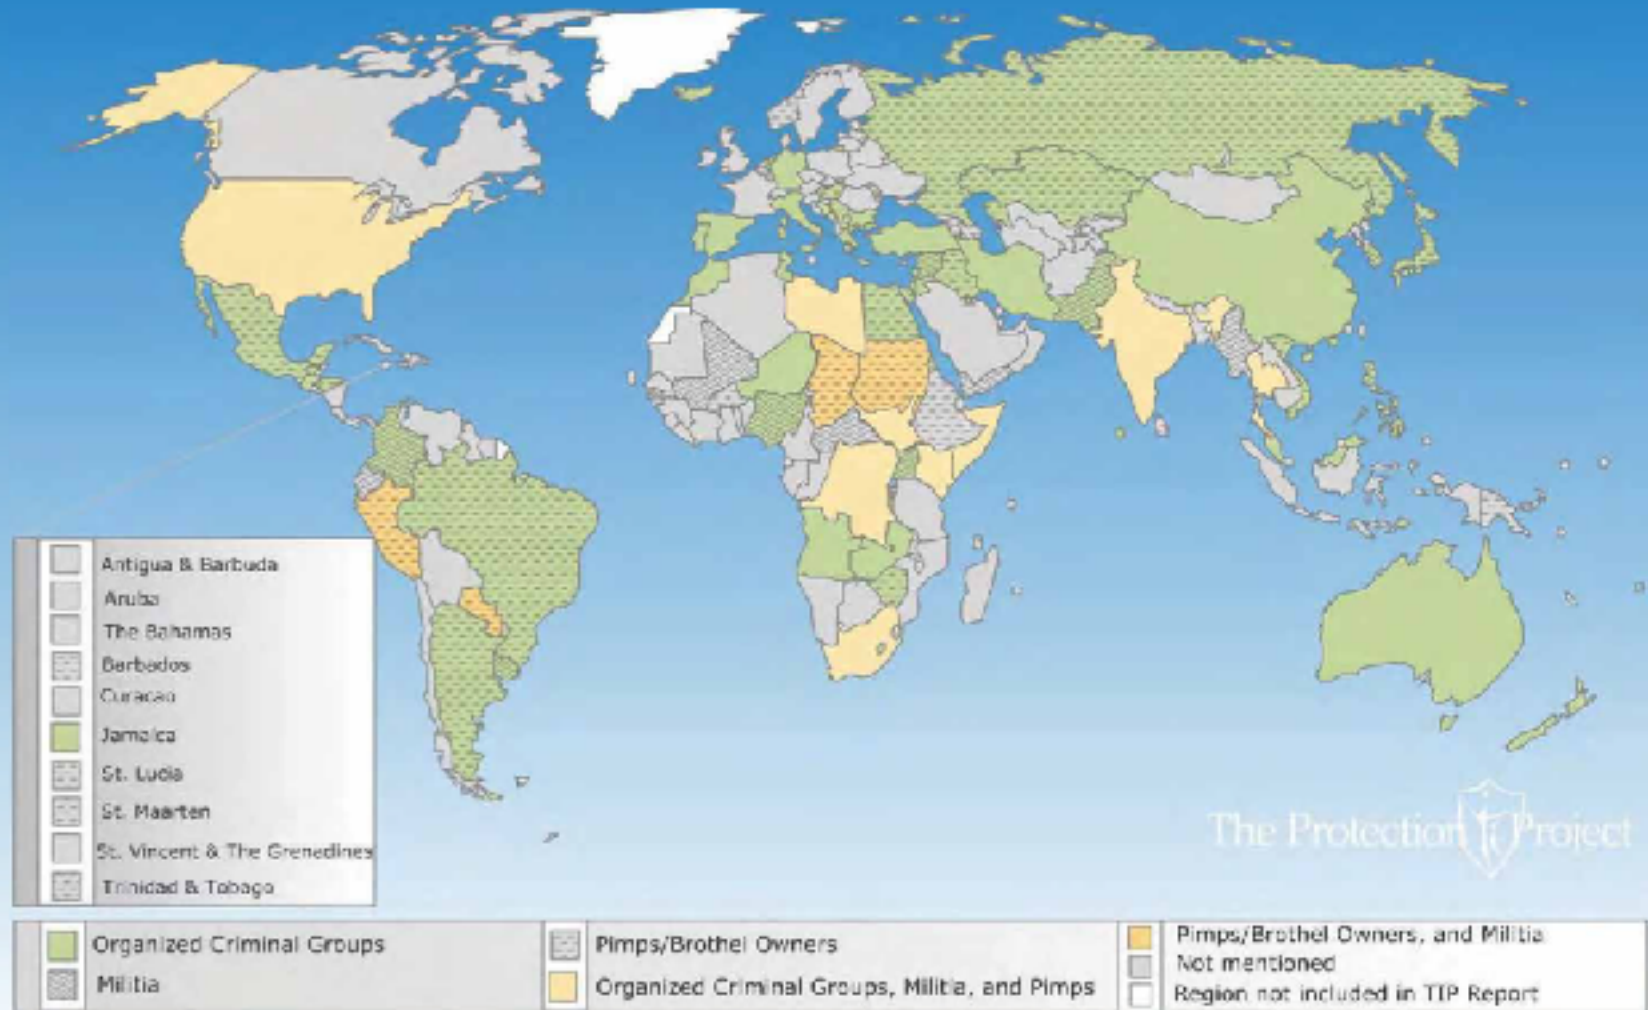 Antigua & Barbuda
Aruba
The Bahamas
Barbados
Curacao
Jamaica
St. Lucia
St. Maarten
St. Vincent & The Grenadines
Trinidad & Tobago
The Protection Project
Organized Criminal Groups
Militia
Pimps/Brothel Owners
Organized Criminal Groups, Militia, and Pimps
Pimps/Brothel Owners, and Militia
Not mentioned
Region not included in TIP Report